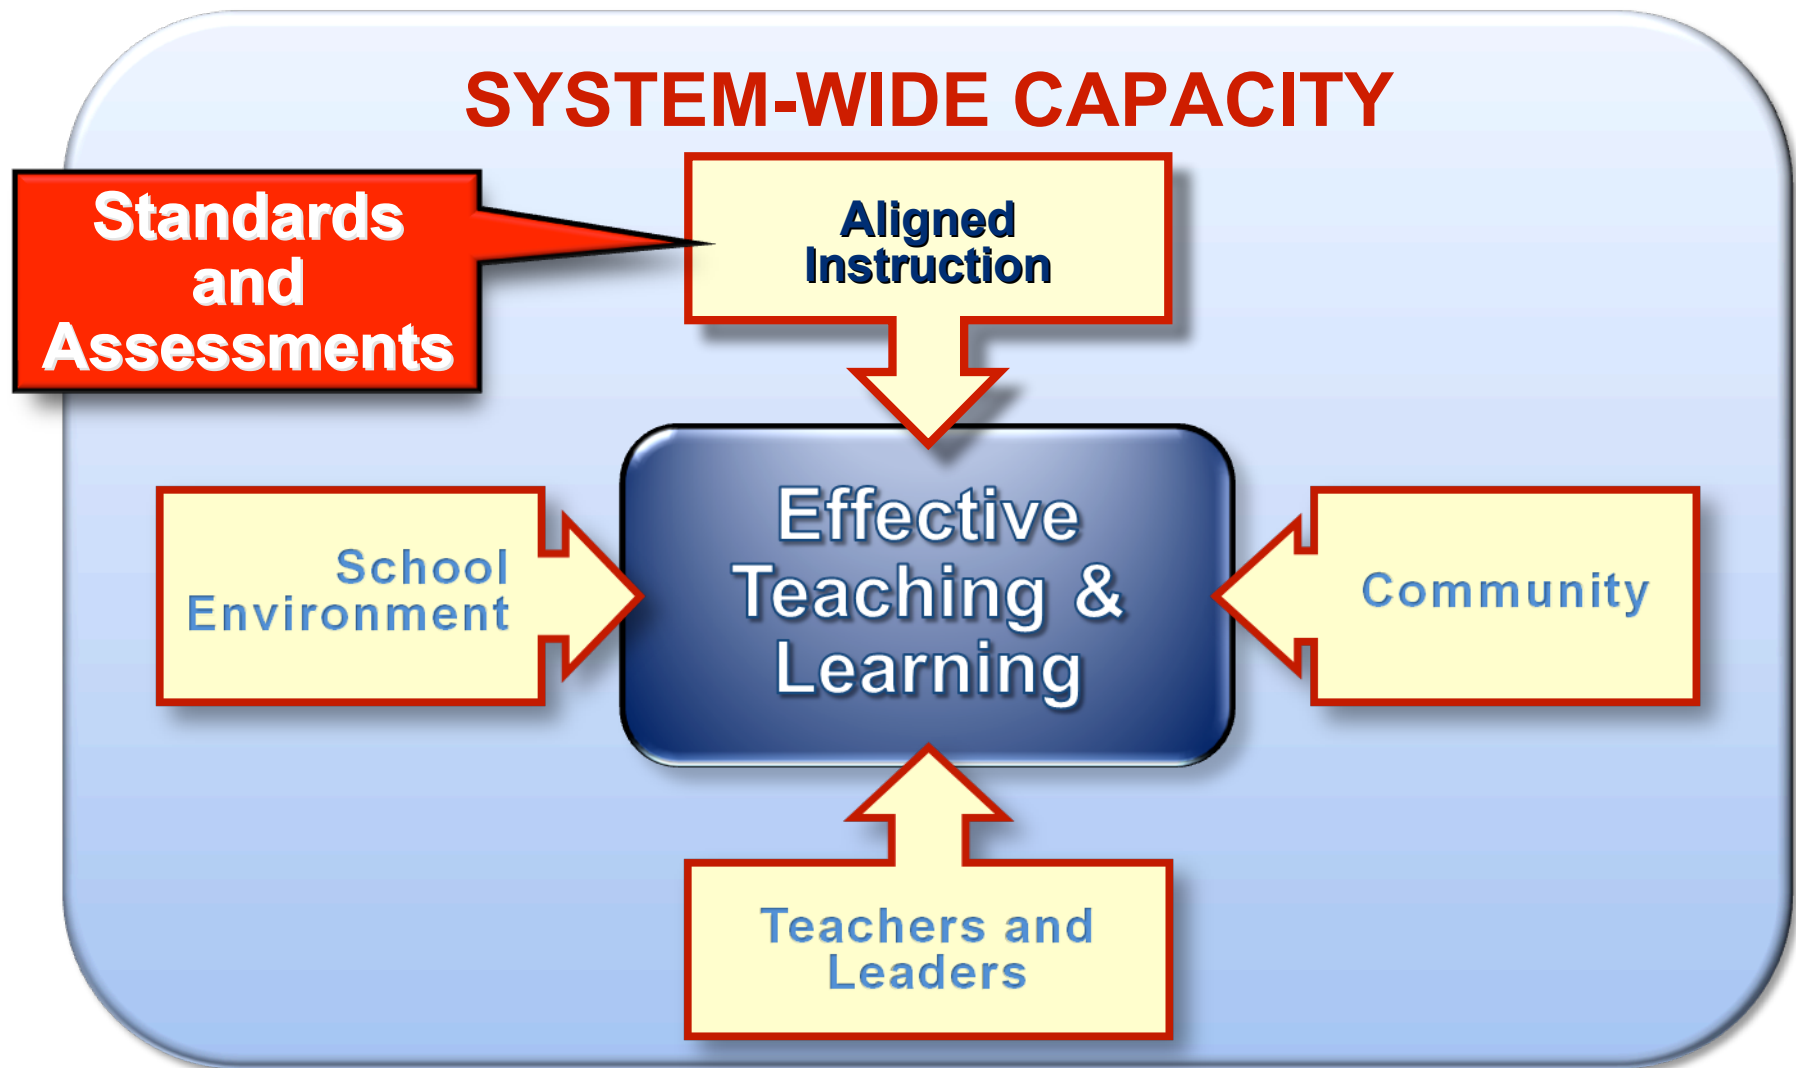 SYSTEM-WIDE CAPACITY
Standards
and
Assessments
Aligned
Instruction
School
Environment
Effective
Teaching &
Learning
Community
Teachers and
Leaders